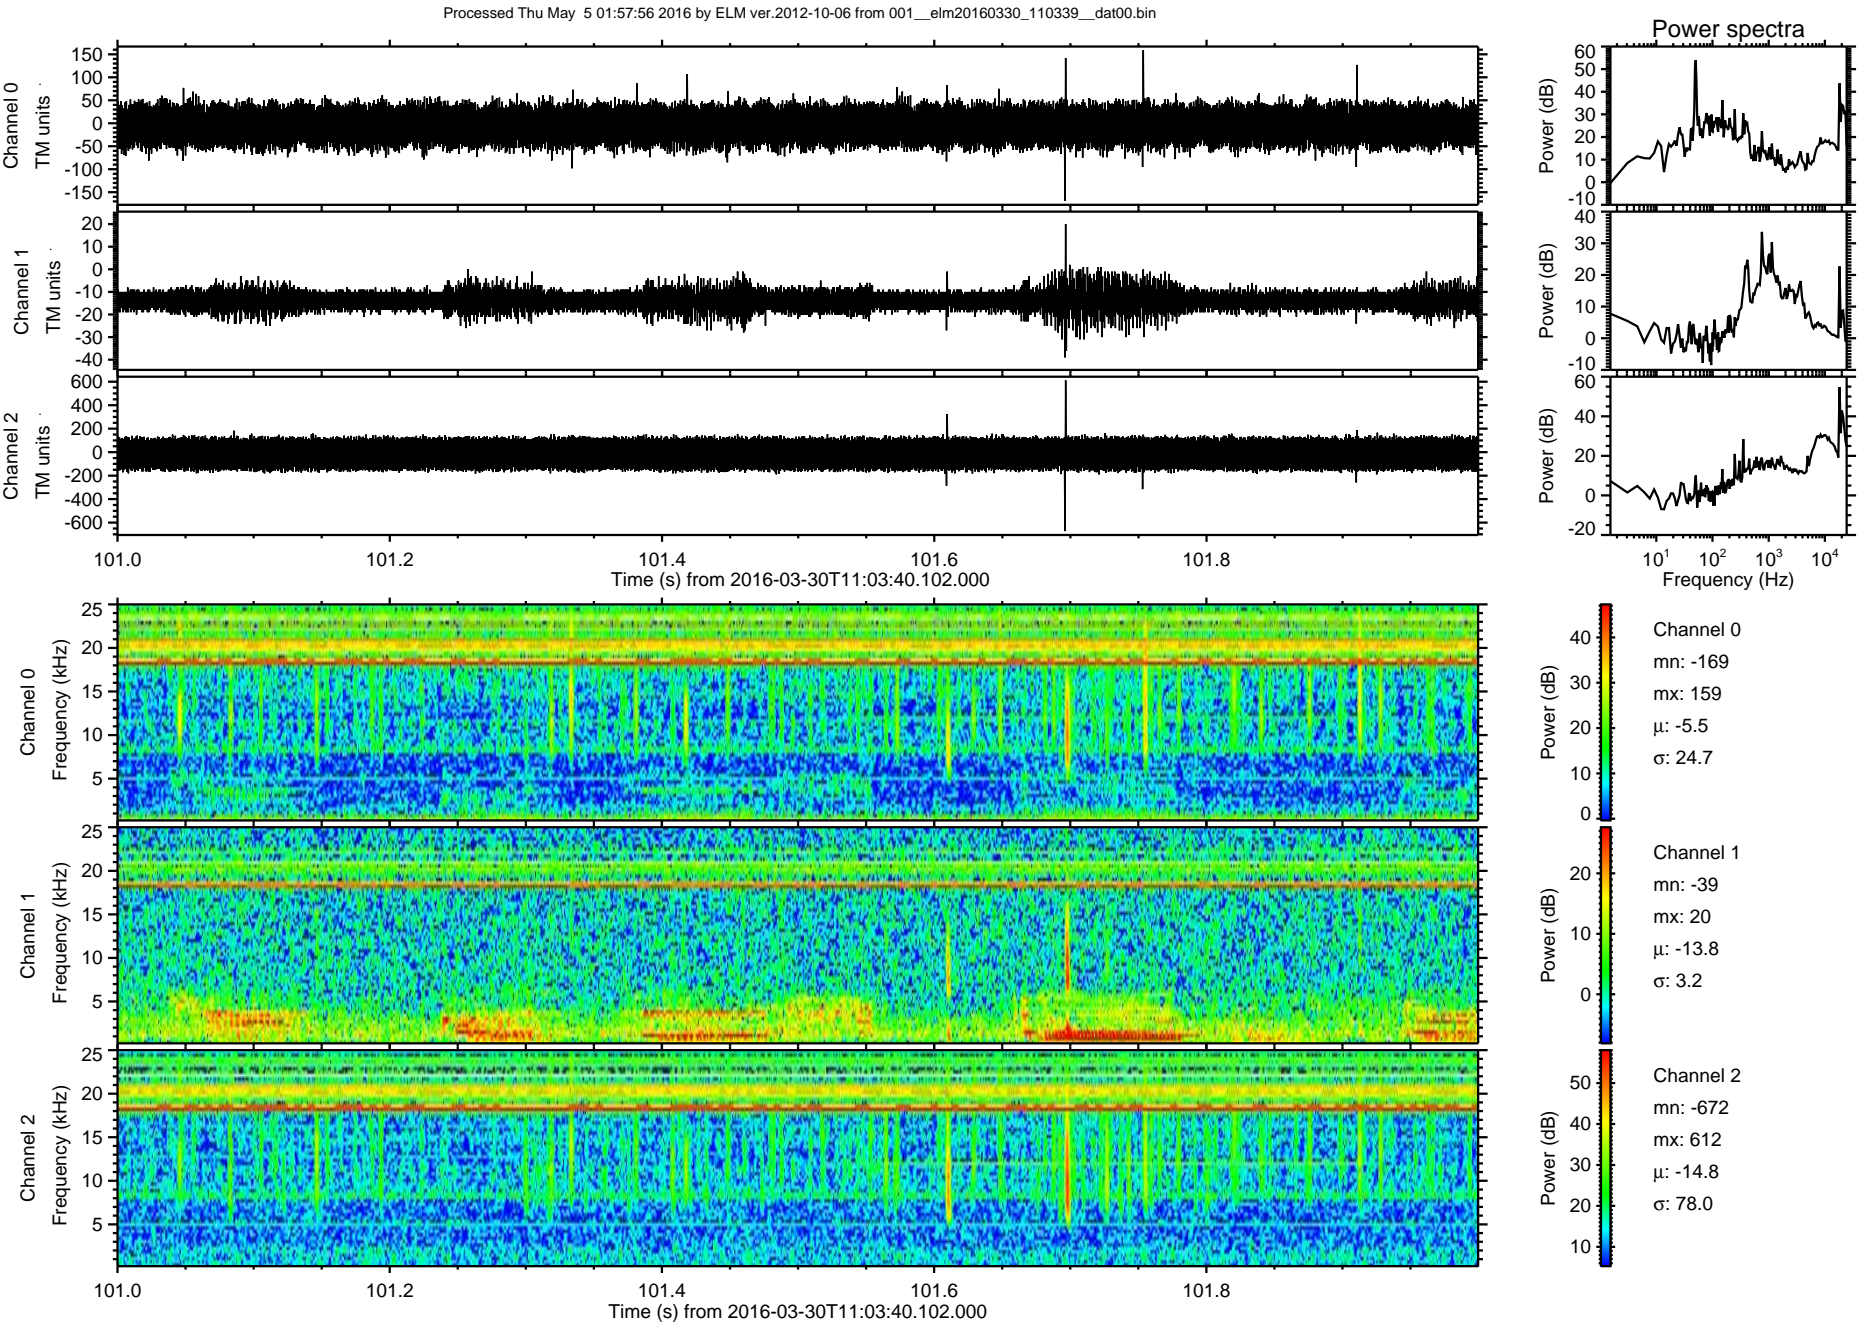 Processed Thu May  5 01:57:56 2016 by ELM ver.2012-10-06 from 001__elm20160330_110339__dat00.bin
Power spectra
Channel 0
TM units
150
100
50
0
-50
-100
-150
Power (dB)
60
50
40
30
20
10
0
-10
Channel 1
TM units
20
10
0
-10
-20
-30
-40
Power (dB)
40
30
20
10
0
-10
Channel 2
TM units
600
400
200
0
-200
-400
-600
Power (dB)
60
40
20
0
-20
101.0 101.2 101.4 101.6 101.8
Time (s) from 2016-03-30T11:03:40.102.000
10¹ 10² 10³ 10⁴
Frequency (Hz)
Channel 0
Frequency (kHz)
25
20
15
10
5
Power (dB)
40
30
20
10
0
Channel 0
mn: -169
mx: 159
μ: -5.5
σ: 24.7
Channel 1
Frequency (kHz)
25
20
15
10
5
Power (dB)
20
10
0
Channel 1
mn: -39
mx: 20
μ: -13.8
σ: 3.2
Channel 2
Frequency (kHz)
25
20
15
10
5
Power (dB)
50
40
30
20
10
Channel 2
mn: -672
mx: 612
μ: -14.8
σ: 78.0
101.0 101.2 101.4 101.6 101.8
Time (s) from 2016-03-30T11:03:40.102.000